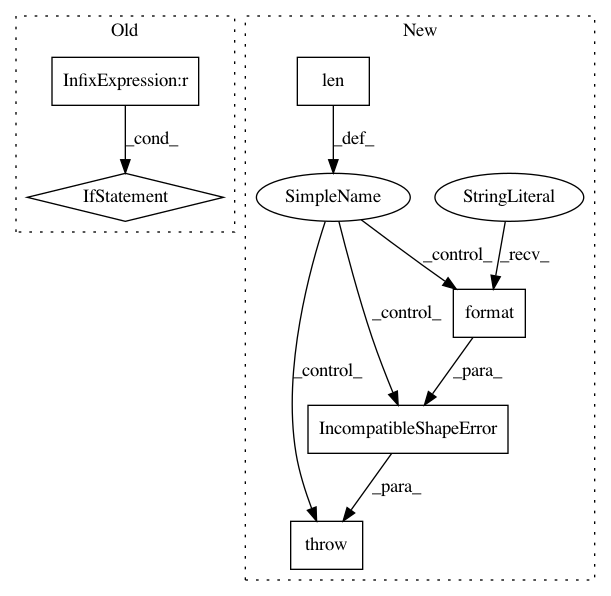 Old
New
InfixExpression:r
len
_cond_
_def_
IfStatement
SimpleName
StringLiteral
_control_
_recv_
_control_
format
_control_
_para_
IncompatibleShapeError
_para_
throw